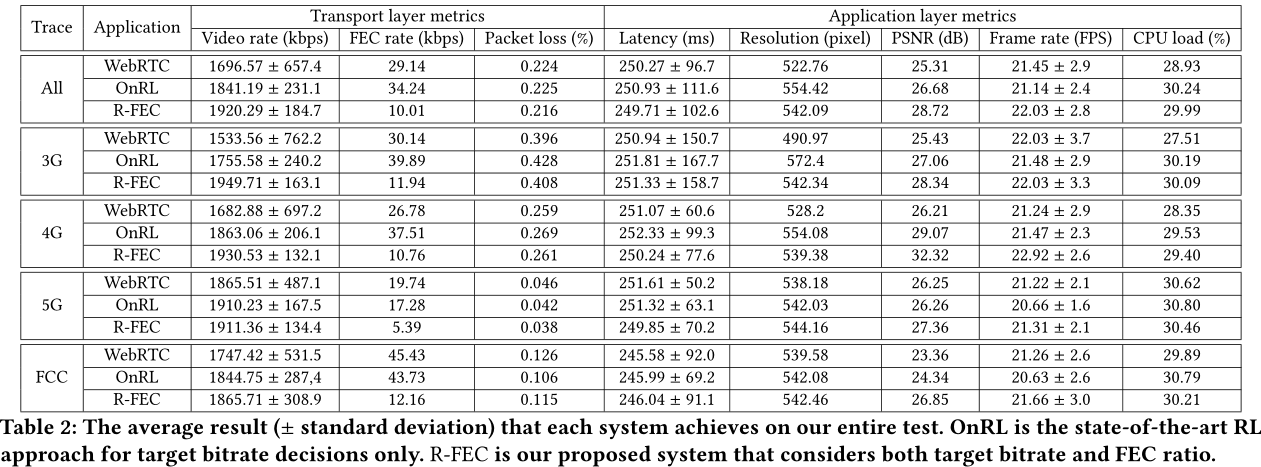 Trace Application Transport layer metrics Application layer metrics
Video rate (kbps) FEC rate (kbps) Packet loss (%) Latency (ms) Resolution (pixel) PSNR (dB) Frame rate (FPS) CPU load (%)
All
WebRTC 1696.57 ± 657.4 29.14 0.224 250.27 ± 96.7 522.76 25.31 21.45 ± 2.9 28.93
OnRL 1841.19 ± 231.1 34.24 0.225 250.93 ± 111.6 554.42 26.68 21.14 ± 2.4 30.24
R-FEC 1920.29 ± 184.7 10.01 0.216 249.71 ± 102.6 542.09 28.72 22.03 ± 2.8 29.99
3G
WebRTC 1533.56 ± 762.2 30.14 0.396 250.94 ± 150.7 490.97 25.43 22.03 ± 3.7 27.51
OnRL 1755.58 ± 240.2 39.89 0.428 251.81 ± 167.7 572.4 27.06 21.48 ± 2.9 30.19
R-FEC 1949.71 ± 163.1 11.94 0.408 251.33 ± 158.7 542.34 28.34 22.03 ± 3.3 30.09
4G
WebRTC 1682.88 ± 697.2 26.78 0.259 251.07 ± 60.6 528.2 26.21 21.24 ± 2.9 28.35
OnRL 1863.06 ± 206.1 37.51 0.269 252.33 ± 99.3 554.08 29.07 21.47 ± 2.3 29.53
R-FEC 1930.53 ± 132.1 10.76 0.261 250.24 ± 77.6 539.38 32.32 22.92 ± 2.6 29.40
5G
WebRTC 1865.51 ± 487.1 19.74 0.046 251.61 ± 50.2 538.18 26.25 21.22 ± 2.1 30.62
OnRL 1910.23 ± 167.5 17.28 0.042 251.32 ± 63.1 542.03 26.26 20.66 ± 1.6 30.80
R-FEC 1911.36 ± 134.4 5.39 0.038 249.85 ± 70.2 544.16 27.36 21.31 ± 2.1 30.46
FCC
WebRTC 1747.42 ± 531.5 45.43 0.126 245.58 ± 92.0 539.58 23.36 21.26 ± 2.6 29.89
OnRL 1844.75 ± 287,4 43.73 0.106 245.99 ± 69.2 542.08 24.34 20.63 ± 2.6 30.79
R-FEC 1865.71 ± 308.9 12.16 0.115 246.04 ± 91.1 542.46 26.85 21.66 ± 3.0 30.21
Table 2: The average result (± standard deviation) that each system achieves on our entire test. OnRL is the state-of-the-art RL
approach for target bitrate decisions only. R-FEC is our proposed system that considers both target bitrate and FEC ratio.